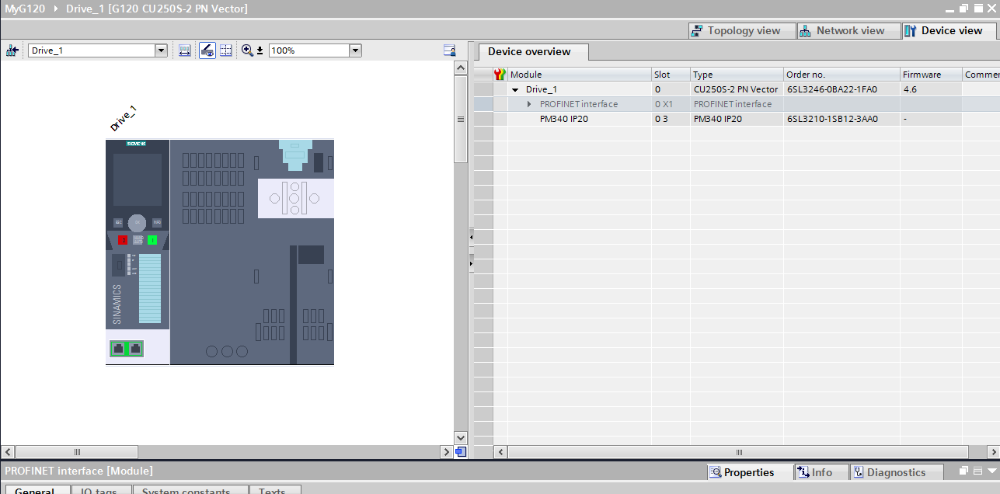 MyG120 Drive_1 [G120 CU250S-2 PN Vector]
Topology view Network view Device view
Drive_1 100%
Device overview
Module Slot Type Order no. Firmware Commen
Drive_1 0 CU250S-2 PN Vector 6SL3246-0BA22-1FA0 4.6
PROFINET interface 0 X1 PROFINET interface
PM340 IP20 0 3 PM340 IP20 6SL3210-1SB12-3AA0 -
Drive_1
SIEMENS
SINAMICS
PROFINET interface [Module]
Properties Info Diagnostics
General IO tags System constants Texts